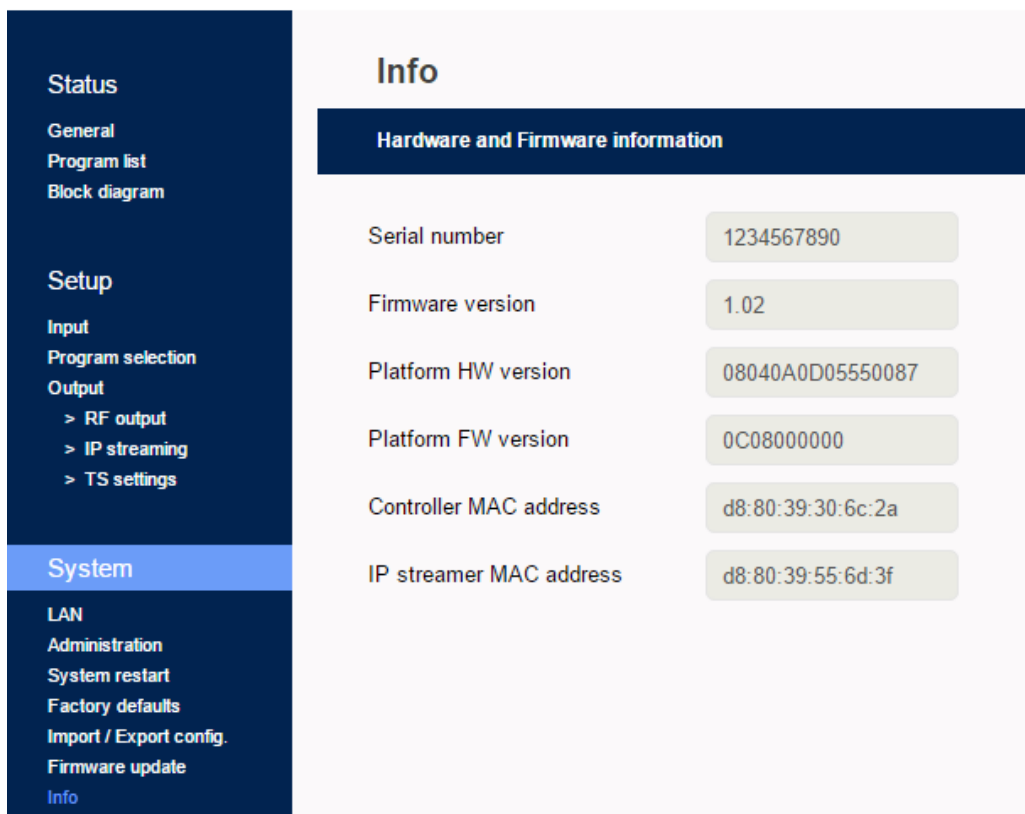 Status
General
Program list
Block diagram
Setup
Input
Program selection
Output
> RF output
> IP streaming
> TS settings
System
LAN
Administration
System restart
Factory defaults
Import / Export config.
Firmware update
Info
Info
Hardware and Firmware information
Serial number 1234567890
Firmware version 1.02
Platform HW version 08040A0D05550087
Platform FW version 0C08000000
Controller MAC address d8:80:39:30:6c:2a
IP streamer MAC address d8:80:39:55:6d:3f